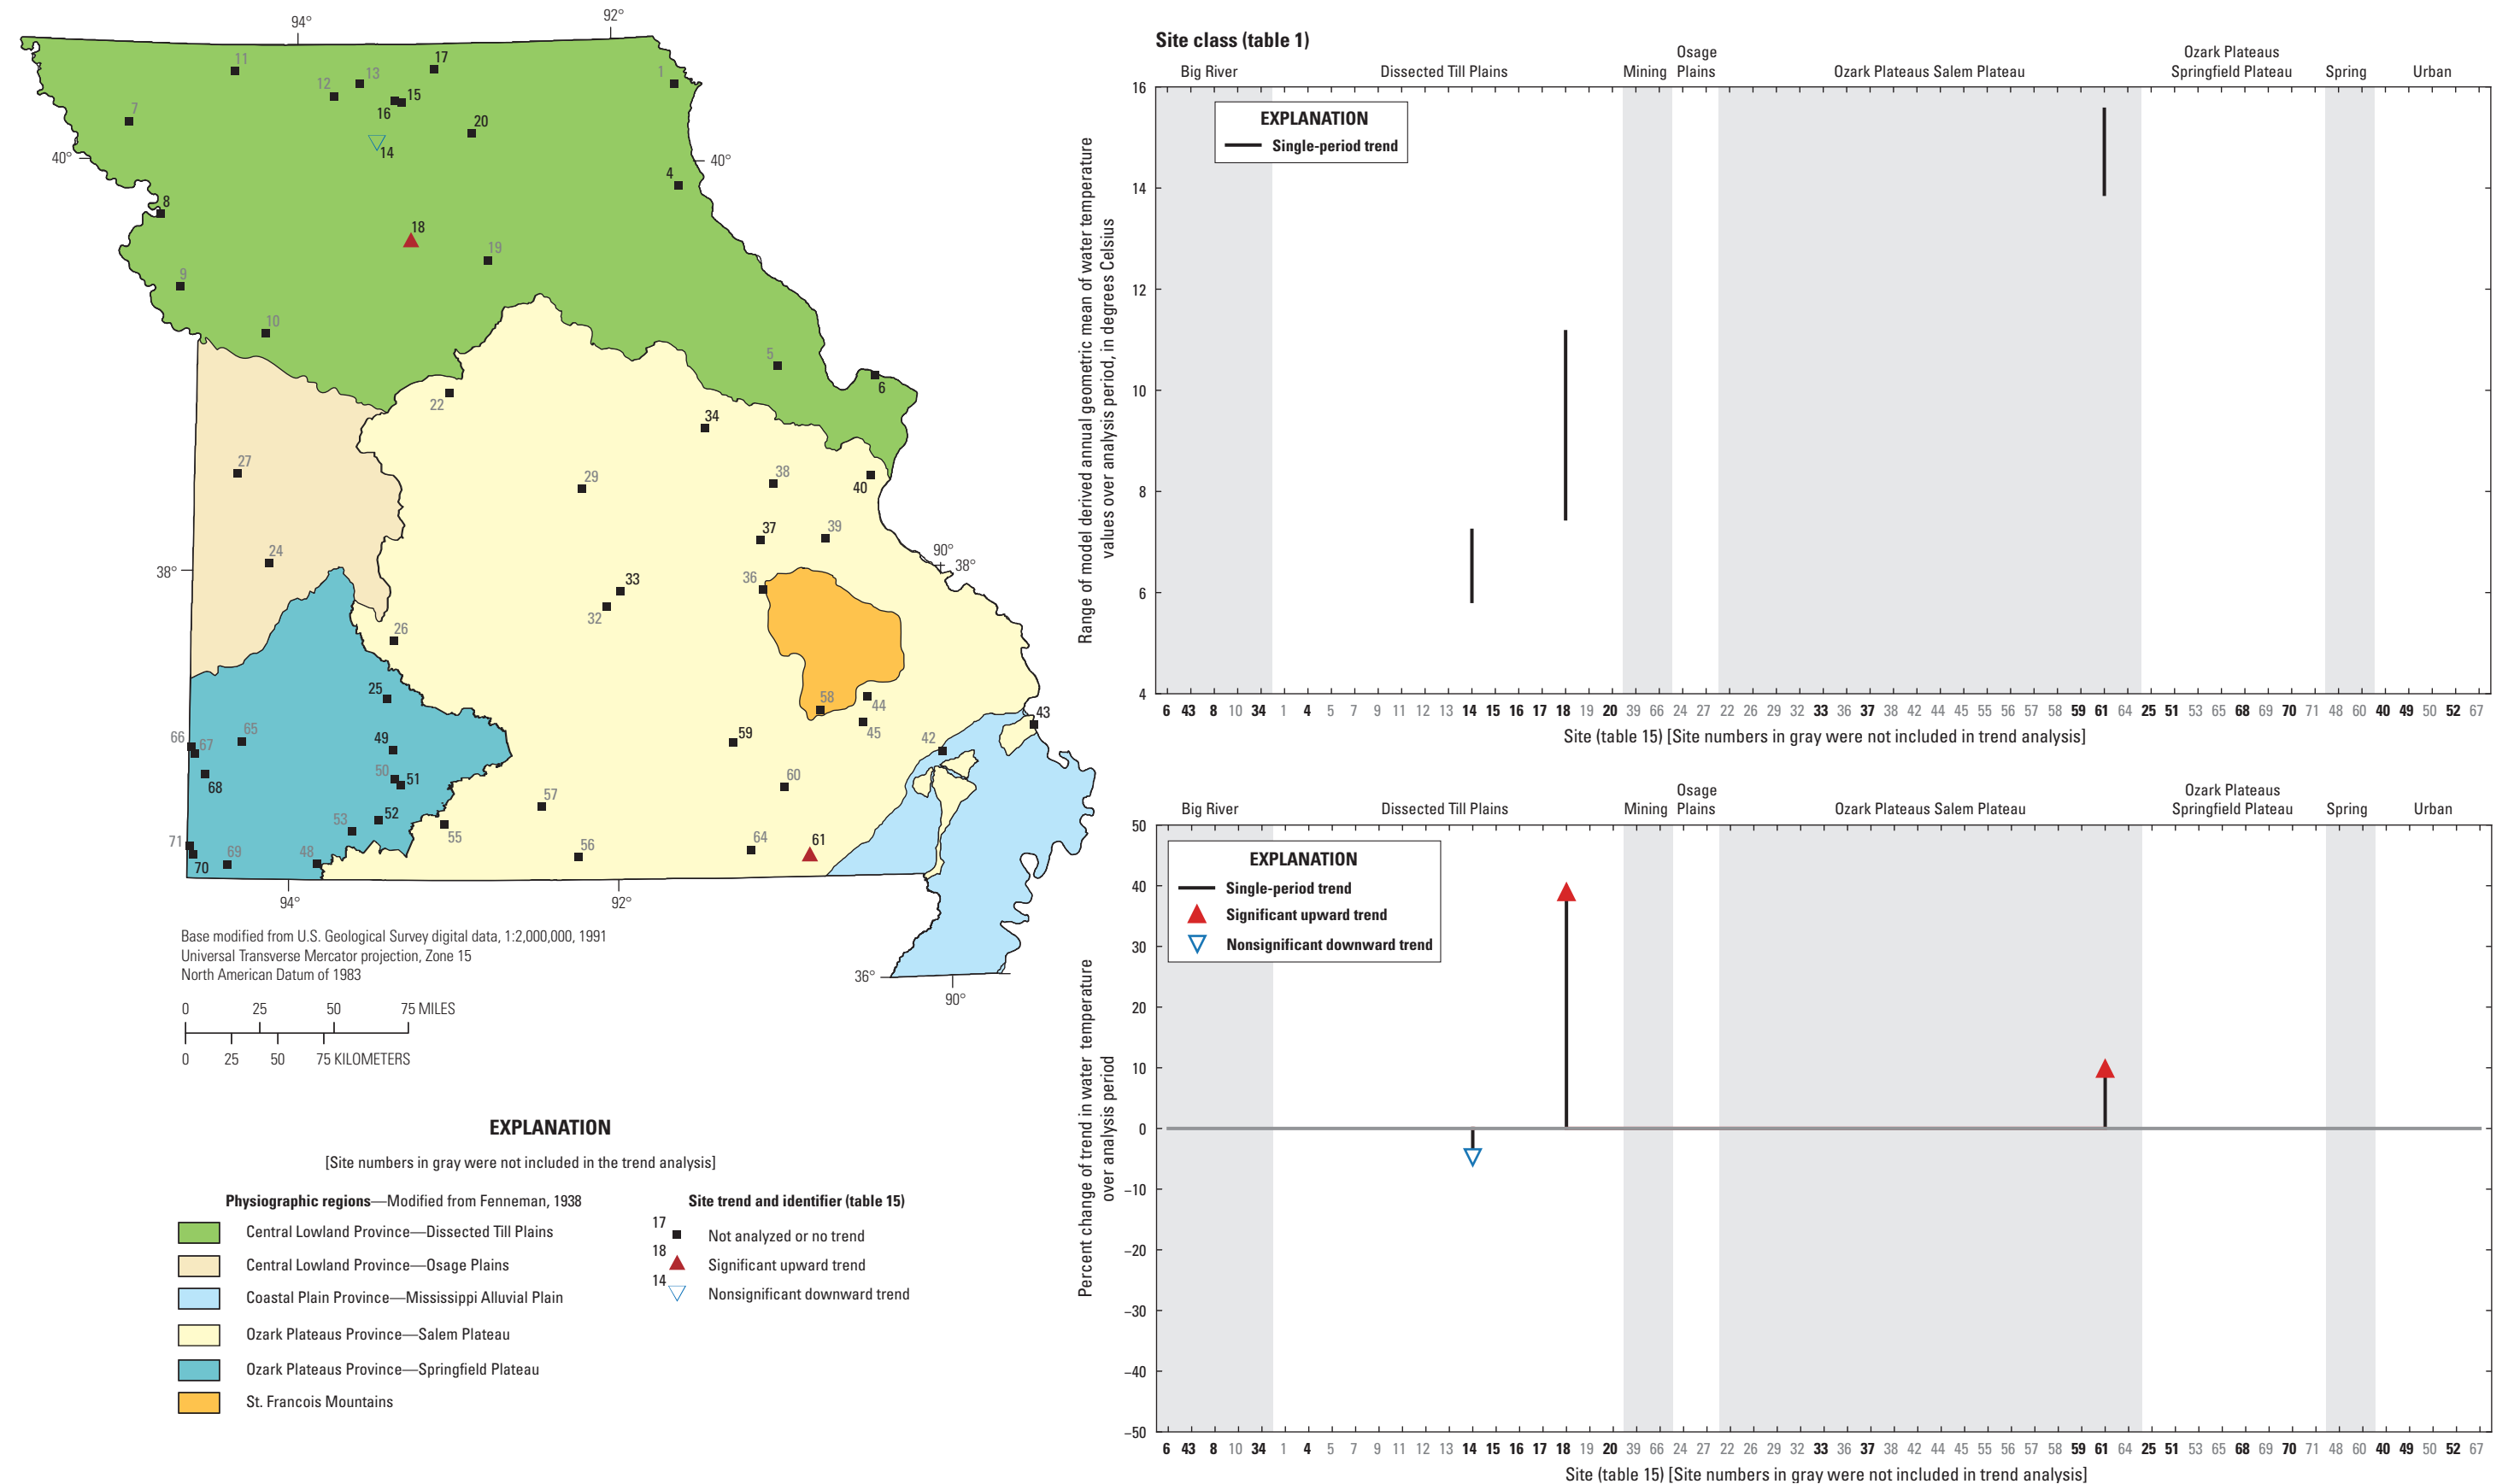 94°
92°
11
12
13
17
1
7
16
15
20
14
40°
40°
4
8
18
19
9
10
5
6
22
34
27
29
38
40
37
39
90°
38°
24
38°
36
33
32
26
25
58
44
45
43
66
67
65
49
59
42
68
50
51
60
53
52
57
55
71
70
69
48
56
64
61
94°
92°
36°
90°
Base modified from U.S. Geological Survey digital data, 1:2,000,000, 1991
Universal Transverse Mercator projection, Zone 15
North American Datum of 1983
0 25 50 75 MILES
0 25 50 75 KILOMETERS
EXPLANATION
[Site numbers in gray were not included in the trend analysis]
Physiographic regions—Modified from Fenneman, 1938
Central Lowland Province—Dissected Till Plains
Central Lowland Province—Osage Plains
Coastal Plain Province—Mississippi Alluvial Plain
Ozark Plateaus Province—Salem Plateau
Ozark Plateaus Province—Springfield Plateau
St. Francois Mountains
Site trend and identifier (table 15)
17 Not analyzed or no trend
18 Significant upward trend
14 Nonsignificant downward trend
Site class (table 1)
Big River
Dissected Till Plains
Mining
Osage
Plains
Ozark Plateaus Salem Plateau
Ozark Plateaus
Springfield Plateau
Spring
Urban
EXPLANATION
Single-period trend
Range of model derived annual geometric mean of water temperature
values over analysis period, in degrees Celsius
16
14
12
10
8
6
4
6 43 8 10 34 1 4 5 7 9 11 12 13 14 15 16 17 18 19 20 39 66 24 27 22 26 29 32 33 36 37 38 42 44 45 55 56 57 58 59 61 64 25 51 53 65 68 69 70 71 48 60 40 49 50 52 67
Site (table 15) [Site numbers in gray were not included in trend analysis]
Big River
Dissected Till Plains
Mining
Osage
Plains
Ozark Plateaus Salem Plateau
Ozark Plateaus
Springfield Plateau
Spring
Urban
EXPLANATION
Single-period trend
Significant upward trend
Nonsignificant downward trend
Percent change of trend in water temperature
over analysis period
50
40
30
20
10
0
−10
−20
−30
−40
−50
6 43 8 10 34 1 4 5 7 9 11 12 13 14 15 16 17 18 19 20 39 66 24 27 22 26 29 32 33 36 37 38 42 44 45 55 56 57 58 59 61 64 25 51 53 65 68 69 70 71 48 60 40 49 50 52 67
Site (table 15) [Site numbers in gray were not included in trend analysis]